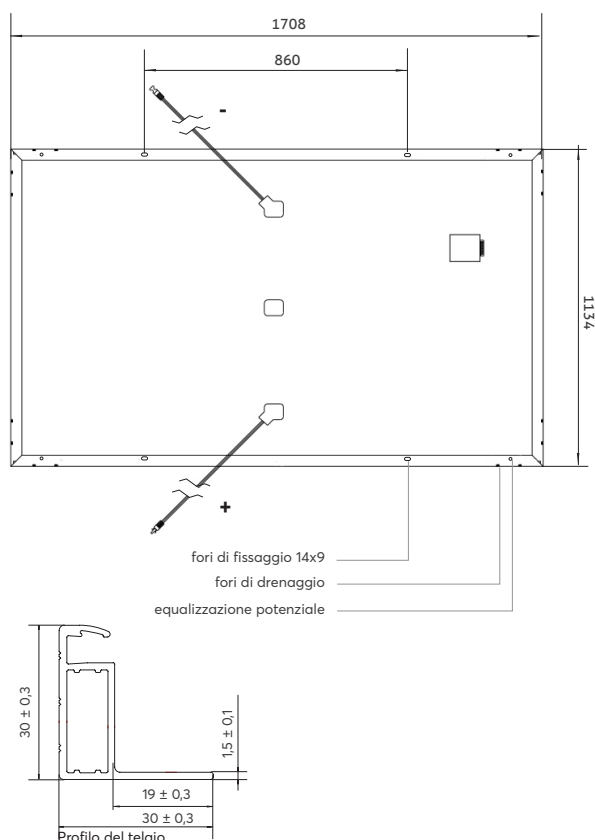 1708
860
-
1134
+
fori di fissaggio 14x9
fori di drenaggio
equalizzazione potenziale
30 ± 0,3
1,5 ± 0,1
19 ± 0,3
30 ± 0,3
Profilo del telaio